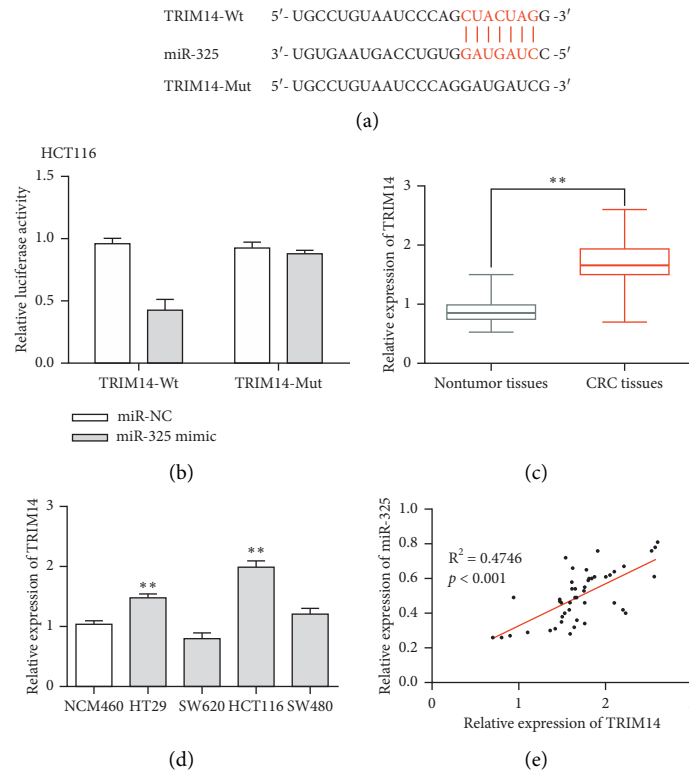 TRIM14-Wt 5′- UGCCUGUAAUCCCAGCUACUAGG -3′
miR-325 3′- UGUGAAUGACCUGUGGAUGAUCC -5′
TRIM14-Mut 5′- UGCCUGUAAUCCCAGGAUGAUCG -3′
(a)
HCT116
Relative luciferase activity
1.5
1.0
0.5
0.0
TRIM14-Wt TRIM14-Mut
miR-NC
miR-325 mimic
(b)
Relative expression of TRIM14
3
2
1
0
**
Nontumor tissues CRC tissues
(c)
Relative expression of TRIM14
3
2
1
0
** **
NCM460 HT29 SW620 HCT116 SW480
(d)
Relative expression of miR-325
1.0
0.8
0.6
0.4
0.2
0.0
R² = 0.4746
p < 0.001
0 1 2 3
Relative expression of TRIM14
(e)